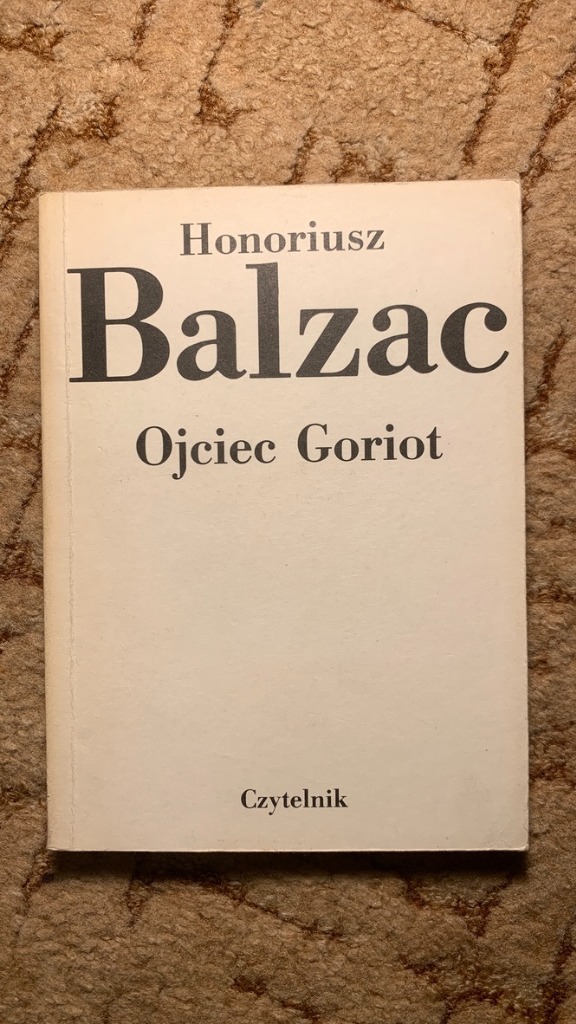 Honoriusz
Balzac
Ojciec Goriot
Czytelnik